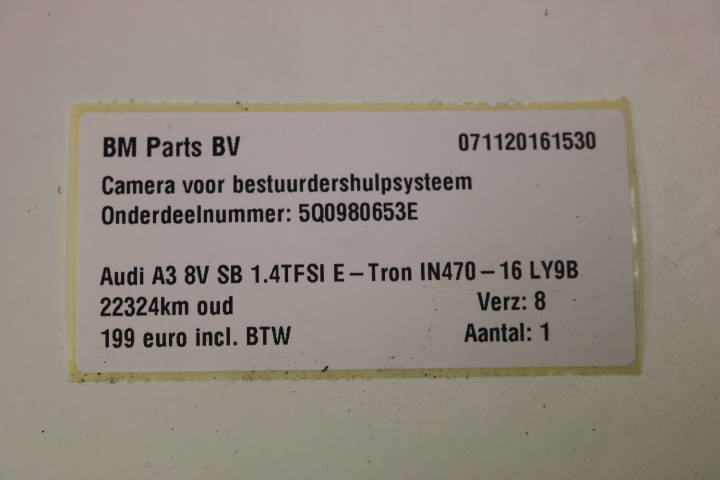 BM Parts BV 071120161530
Camera voor bestuurdershulpsysteem
Onderdeelnummer: 5Q0980653E
Audi A3 8V SB 1.4TFSI E-Tron IN470-16 LY9B
22324km oud Verz: 8
199 euro incl. BTW Aantal: 1